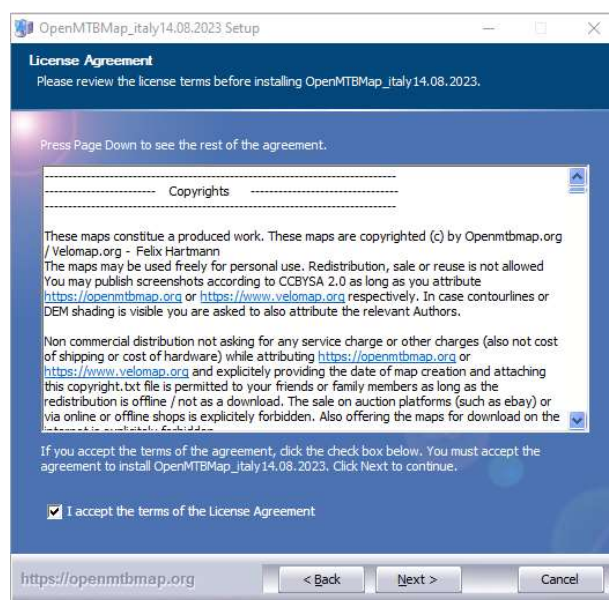 OpenMTBMap_italy14.08.2023 Setup
License Agreement
Please review the license terms before installing OpenMTBMap_italy14.08.2023.
Press Page Down to see the rest of the agreement.
------------------------------------------------------------------------
----------------------- Copyrights -------------------------------
------------------------------------------------------------------------
These maps constitue a produced work. These maps are copyrighted (c) by Openmtbmap.org
/ Velomap.org - Felix Hartmann
The maps may be used freely for personal use. Redistribution, sale or reuse is not allowed
You may publish screenshots according to CCBYSA 2.0 as long as you attribute
https://openmtbmap.org or https://www.velomap.org respectively. In case contourlines or
DEM shading is visible you are asked to also attribute the relevant Authors.
Non commercial distribution not asking for any service charge or other charges (also not cost
of shipping or cost of hardware) while attributing https://openmtbmap.org or
https://www.velomap.org and explicitely providing the date of map creation and attaching
this copyright.txt file is permitted to your friends or family members as long as the
redistribution is offline / not as a download. The sale on auction platforms (such as ebay) or
via online or offline shops is explicitely forbidden. Also offering the maps for download on the
If you accept the terms of the agreement, click the check box below. You must accept the
agreement to install OpenMTBMap_italy14.08.2023. Click Next to continue.
I accept the terms of the License Agreement
https://openmtbmap.org
< Back
Next >
Cancel